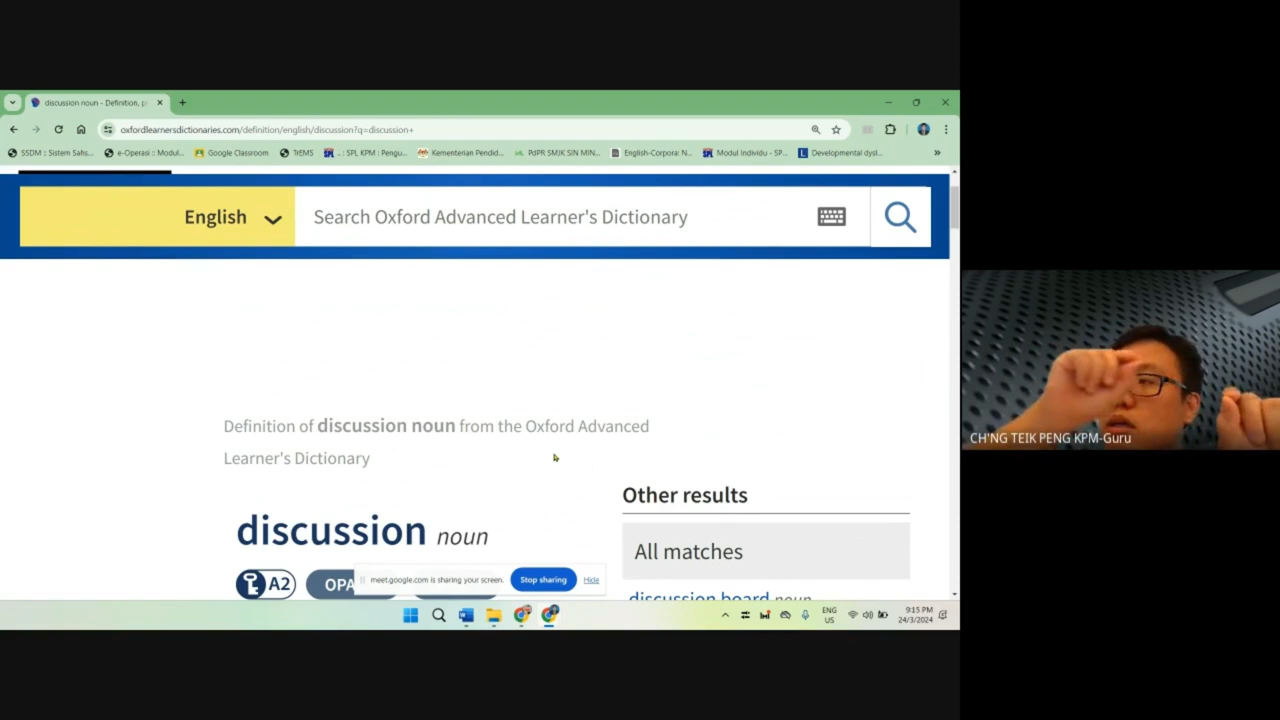 discussion noun - Definition, p
oxfordlearnersdictionaries.com/definition/english/discussion?q=discussion+
SSDM :: Sistem Sahs... e-Operasi :: Modul... Google Classroom TrEMS .: SPL KPM : Pengu... Kementerian Pendid... PdPR SMJK SIN MIN... English-Corpora: N... Modul Individu - SP... Developmental dysl... »
English Search Oxford Advanced Learner's Dictionary
Definition of discussion noun from the Oxford Advanced
Learner's Dictionary
Other results
discussion noun
All matches
A2 OPA
meet.google.com is sharing your screen. Stop sharing Hide
discussion board noun
ENG
US
9:15 PM
24/3/2024
CH'NG TEIK PENG KPM-Guru